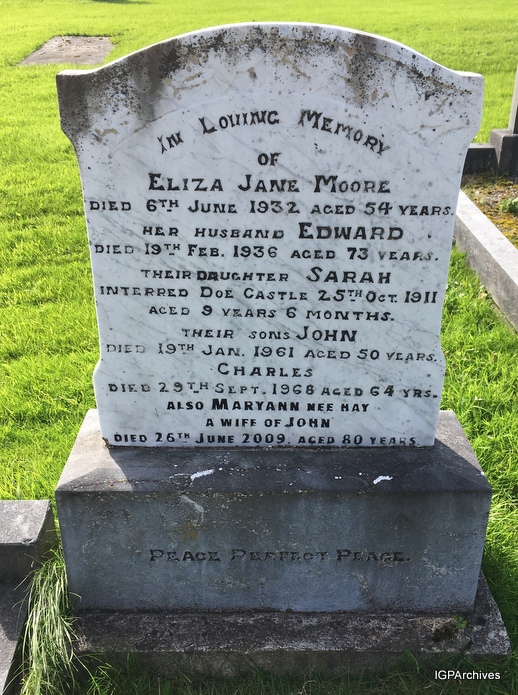 IN LOVING MEMORY
OF
ELIZA JANE MOORE
DIED 6TH JUNE 1932 AGED 54 YEARS.
HER HUSBAND EDWARD
DIED 19TH FEB. 1936 AGED 73 YEARS.
THEIR DAUGHTER SARAH
INTERRED DOE CASTLE 25TH OCT. 1911
AGED 9 YEARS 6 MONTHS.
THEIR SONS JOHN
DIED 19TH JAN. 1961 AGED 50 YEARS.
CHARLES
DIED 29TH SEPT. 1968 AGED 64 YRS.
ALSO MARYANN NEE HAY
A WIFE OF JOHN
DIED 26TH JUNE 2009. AGED 80 YEARS
PEACE PERFECT PEACE.
IGPArchives